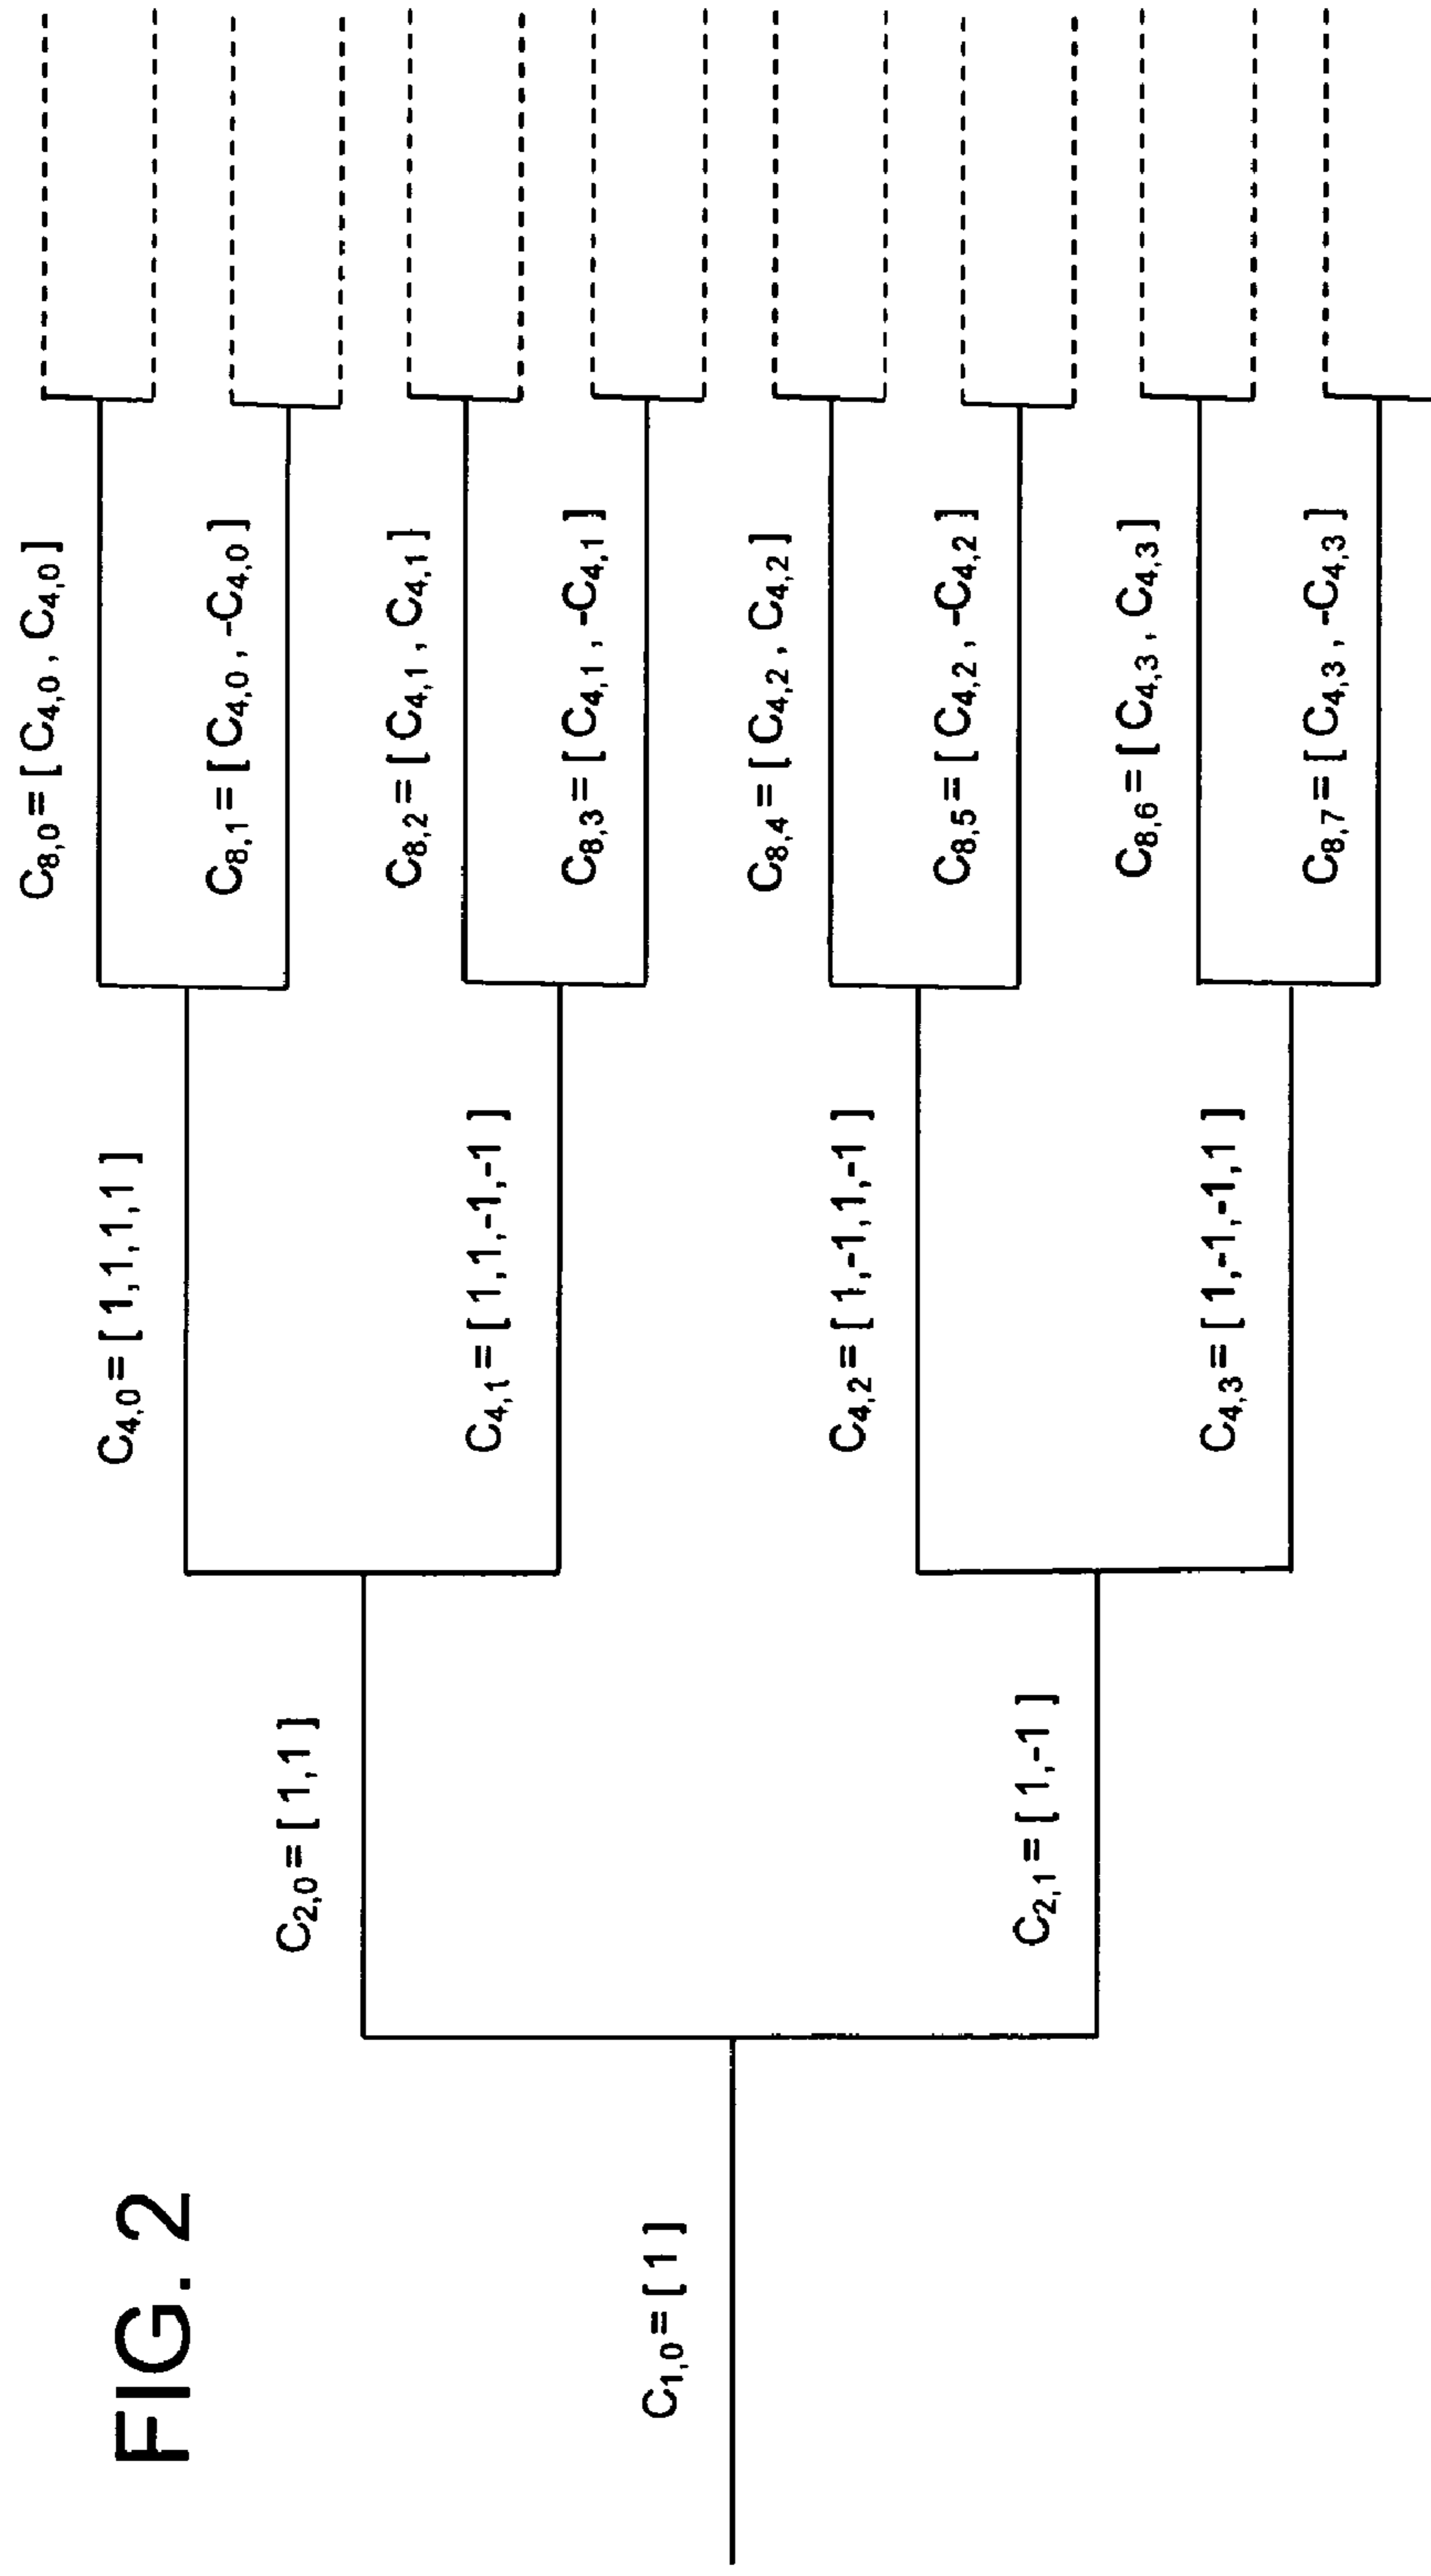 FIG. 2
C1,0=[1]
C2,0=[1,1]
C2,1=[1,-1]
C4,0=[1,1,1,1]
C4,1=[1,1,-1,-1]
C4,2=[1,-1,1,-1]
C4,3=[1,-1,-1,1]
C8,0=[C4,0,C4,0]
C8,1=[C4,0,-C4,0]
C8,2=[C4,1,C4,1]
C8,3=[C4,1,-C4,1]
C8,4=[C4,2,C4,2]
C8,5=[C4,2,-C4,2]
C8,6=[C4,3,C4,3]
C8,7=[C4,3,-C4,3]